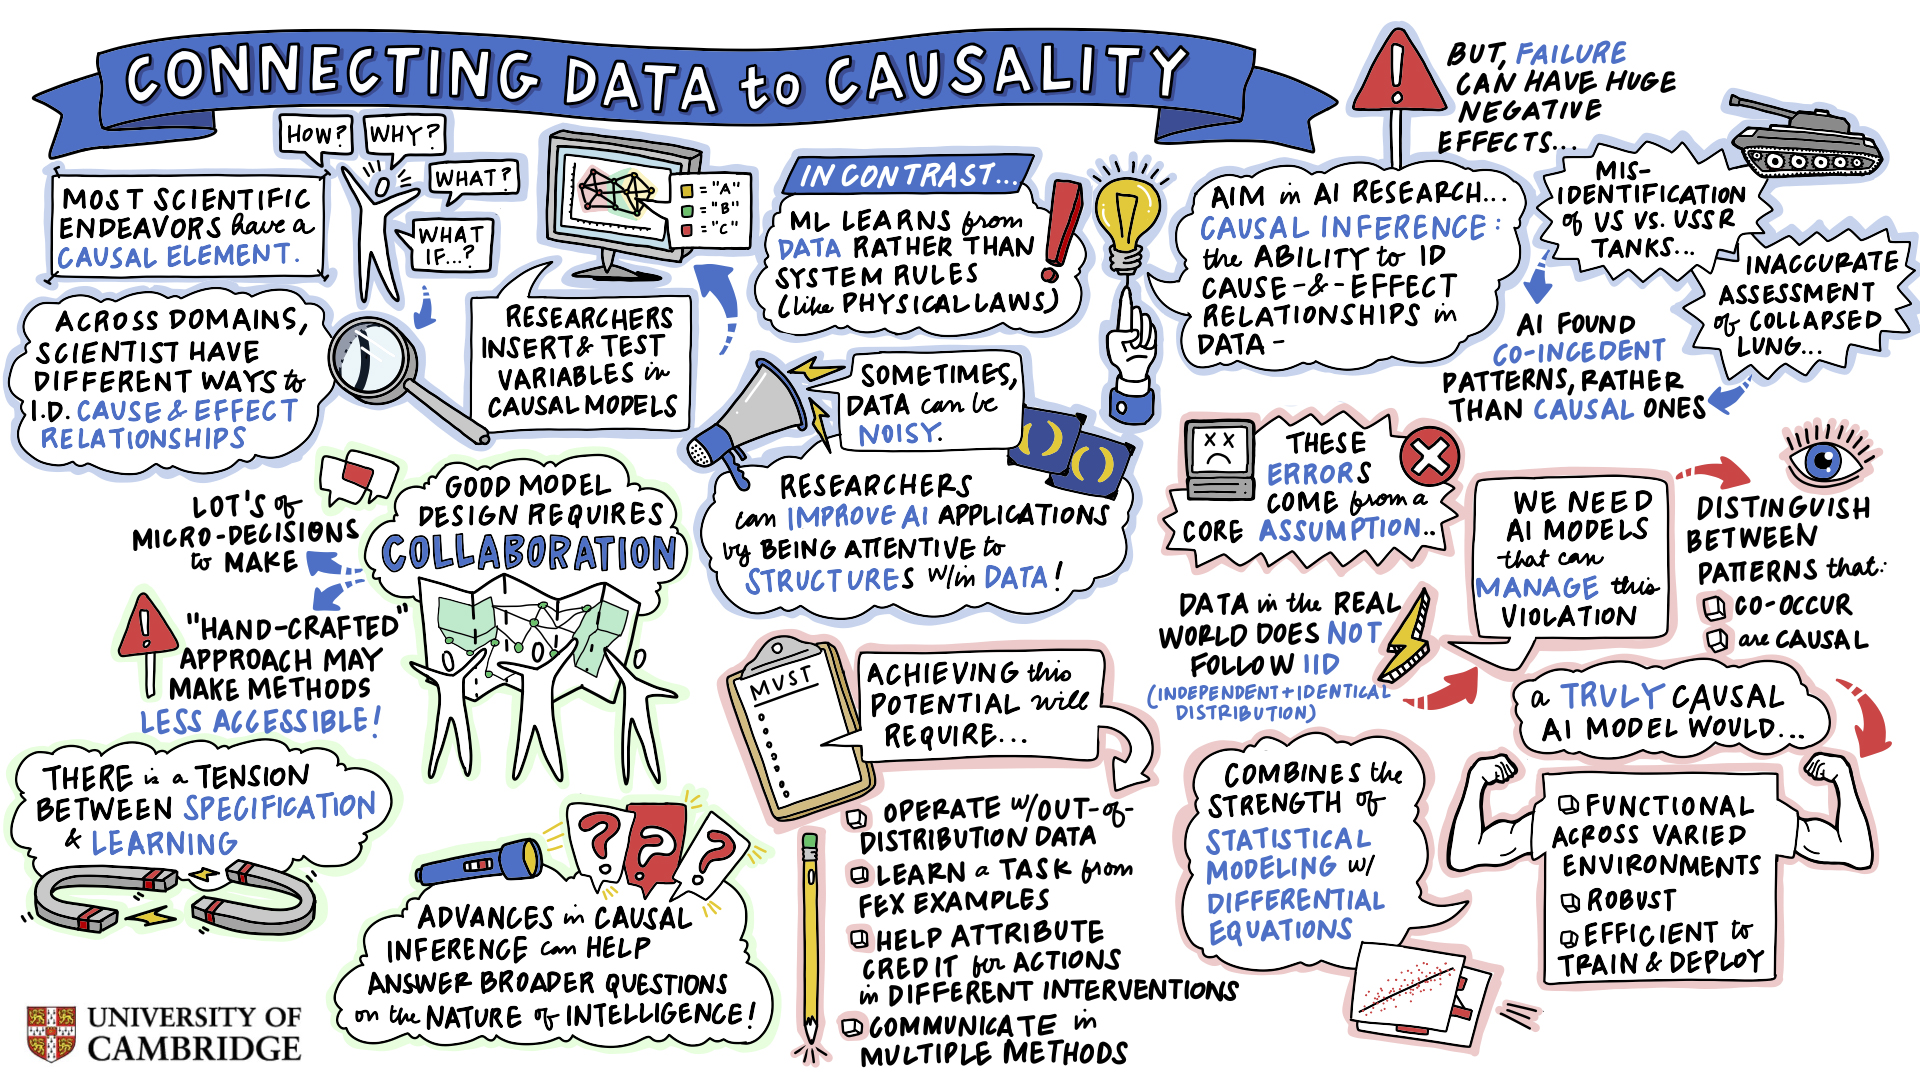 CONNECTING DATA to CAUSALITY
HOW?
WHY?
WHAT?
WHAT
IF...?
MOST SCIENTIFIC
ENDEAVORS have a
CAUSAL ELEMENT.
ACROSS DOMAINS,
SCIENTIST HAVE
DIFFERENT WAYS to
I.D. CAUSE & EFFECT
RELATIONSHIPS
= "A"
= "B"
= "C"
RESEARCHERS
INSERT & TEST
VARIABLES in
CAUSAL MODELS
IN CONTRAST...
ML LEARNS from
DATA RATHER THAN
SYSTEM RULES
(like PHYSICAL LAWS)
AIM in AI RESEARCH...
CAUSAL INFERENCE:
the ABILITY to ID
CAUSE-&-EFFECT
RELATIONSHIPS in
DATA -
BUT, FAILURE
CAN HAVE HUGE
NEGATIVE
EFFECTS...
MIS-
IDENTIFICATION
of US VS. USSR
TANKS...
INACCURATE
ASSESSMENT
of COLLAPSED
LUNG...
AI FOUND
CO-INCEDENT
PATTERNS, RATHER
THAN CAUSAL ONES
SOMETIMES,
DATA can be
NOISY.
RESEARCHERS
can IMPROVE AI APPLICATIONS
by BEING ATTENTIVE to
STRUCTURES w/in DATA!
GOOD MODEL
DESIGN REQUIRES
COLLABORATION
LOT'S of
MICRO-DECISIONS
to MAKE
"HAND-CRAFTED"
APPROACH MAY
MAKE METHODS
LESS ACCESSIBLE!
THERE is a TENSION
BETWEEN SPECIFICATION
& LEARNING
ADVANCES in CAUSAL
INFERENCE can HELP
ANSWER BROADER QUESTIONS
on the NATURE of INTELLIGENCE!
MUST
ACHIEVING this
POTENTIAL will
REQUIRE...
OPERATE w/OUT-OF-
DISTRIBUTION DATA
LEARN a TASK from
FEX EXAMPLES
HELP ATTRIBUTE
CREDIT for ACTIONS
in DIFFERENT INTERVENTIONS
COMMUNICATE in
MULTIPLE METHODS
THESE
ERRORS
COME from a
CORE ASSUMPTION..
DATA in the REAL
WORLD DOES NOT
FOLLOW IID
(INDEPENDENT + IDENTICAL
DISTRIBUTION)
WE NEED
AI MODELS
that can
MANAGE this
VIOLATION
DISTINGUISH
BETWEEN
PATTERNS that:
CO-OCCUR
are CAUSAL
a TRULY CAUSAL
AI MODEL WOULD...
COMBINES the
STRENGTH of
STATISTICAL
MODELING w/
DIFFERENTIAL
EQUATIONS
FUNCTIONAL
ACROSS VARIED
ENVIRONMENTS
ROBUST
EFFICIENT to
TRAIN & DEPLOY
UNIVERSITY OF
CAMBRIDGE